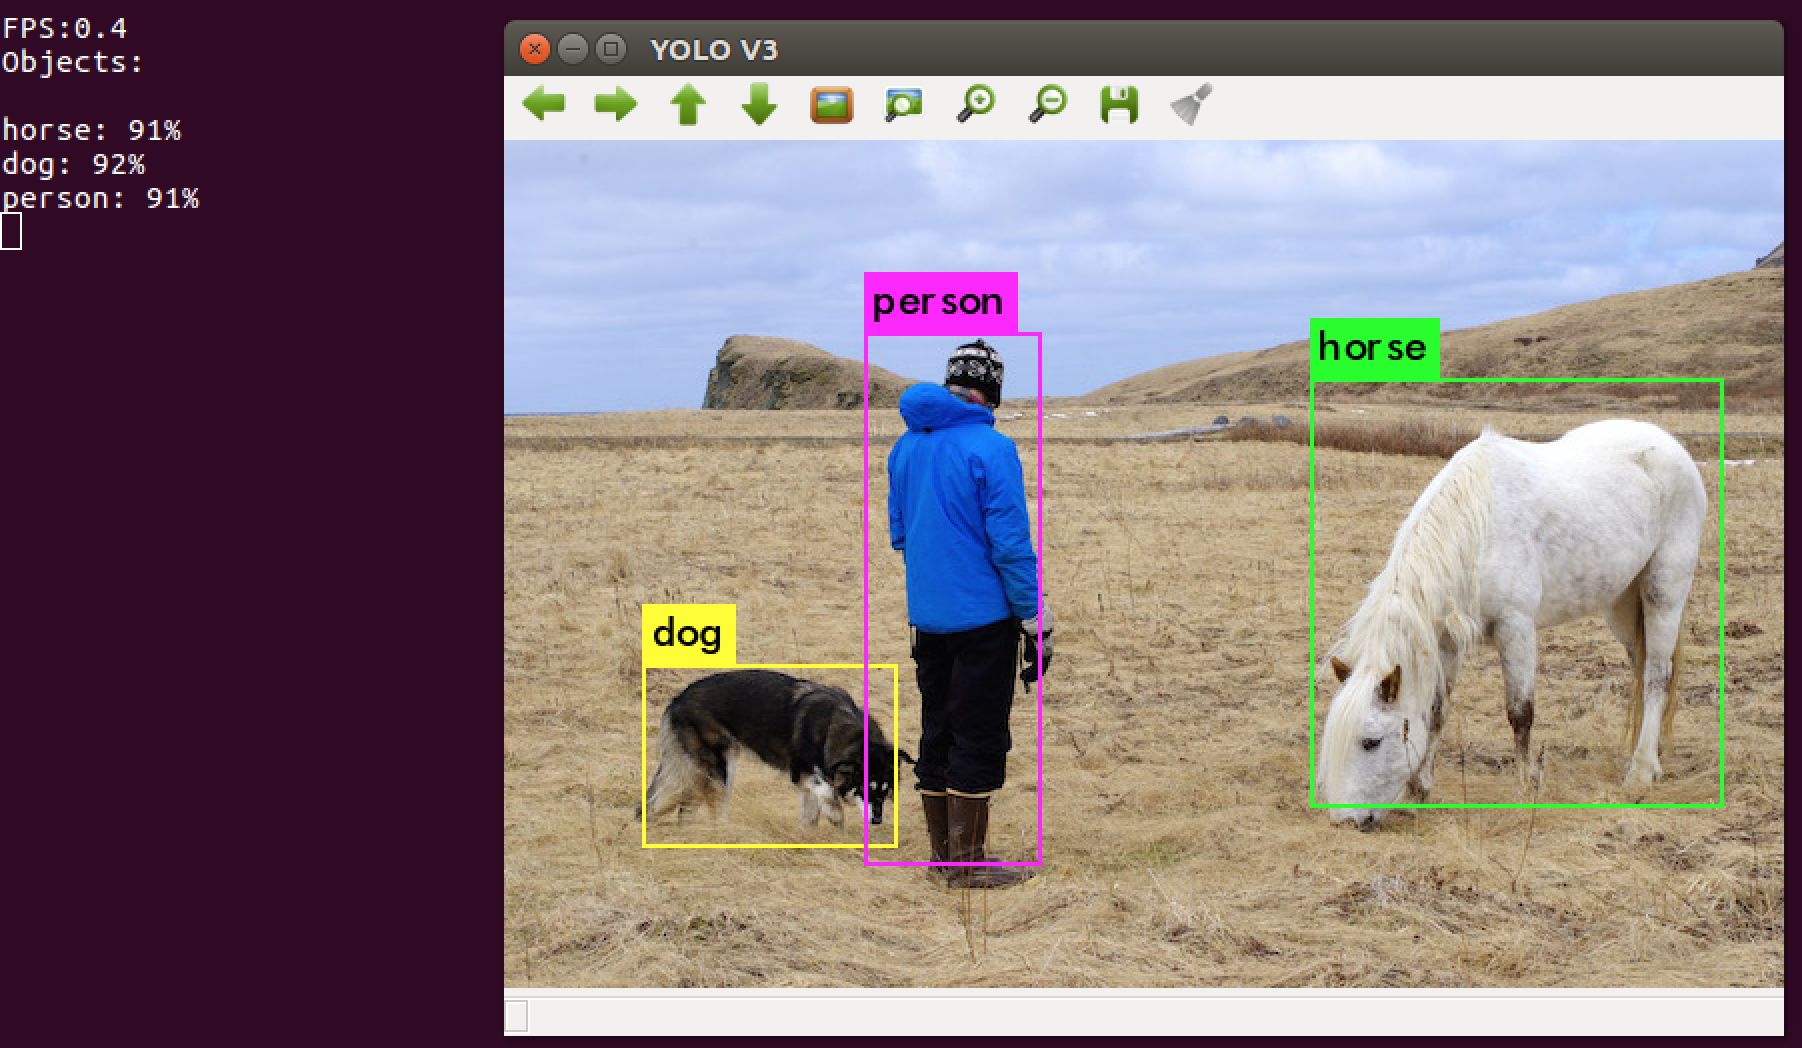 FPS:0.4
Objects:
horse: 91%
dog: 92%
person: 91%
YOLO V3
person
horse
dog